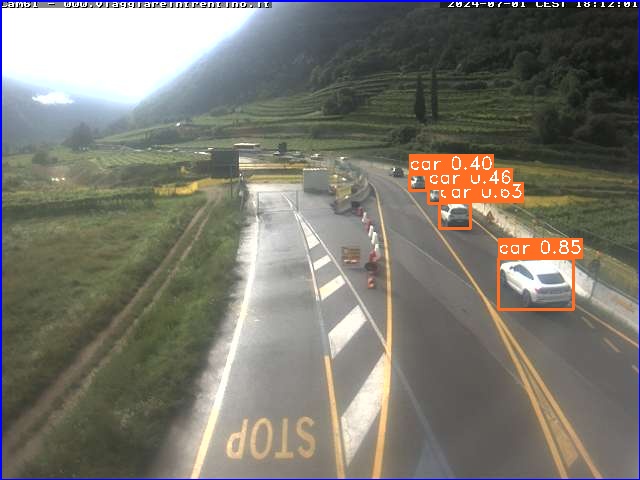 Cam61 - www.viaggiareintrentino.it
2024-07-01 CEST 18:12:01
car 0.40
car 0.46
car 0.63
car 0.85
STOP